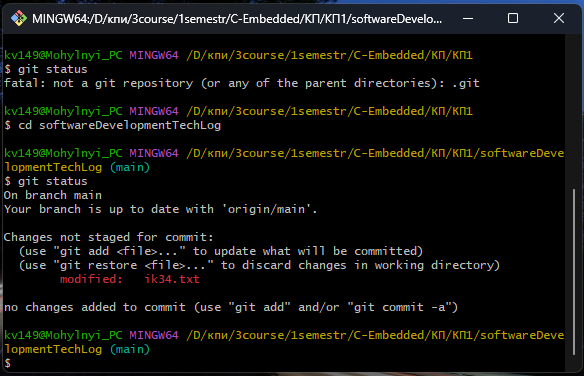 MINGW64:/D/кпи/3course/1semestr/C-Embedded/КП/КП1/softwareDevelo...
kv149@Mohylnyi_PC MINGW64 /D/кпи/3course/1semestr/C-Embedded/КП/КП1
$ git status
fatal: not a git repository (or any of the parent directories): .git
kv149@Mohylnyi_PC MINGW64 /D/кпи/3course/1semestr/C-Embedded/КП/КП1
$ cd softwareDevelopmentTechLog
kv149@Mohylnyi_PC MINGW64 /D/кпи/3course/1semestr/C-Embedded/КП/КП1/softwareDeve
lopmentTechLog (main)
$ git status
On branch main
Your branch is up to date with 'origin/main'.
Changes not staged for commit:
(use "git add <file>..." to update what will be committed)
(use "git restore <file>..." to discard changes in working directory)
modified:   ik34.txt
no changes added to commit (use "git add" and/or "git commit -a")
kv149@Mohylnyi_PC MINGW64 /D/кпи/3course/1semestr/C-Embedded/КП/КП1/softwareDeve
lopmentTechLog (main)
$